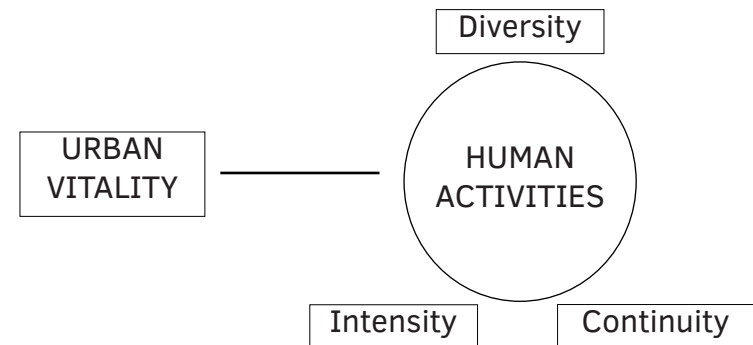 Diversity
URBAN
VITALITY
HUMAN
ACTIVITIES
Intensity
Continuity